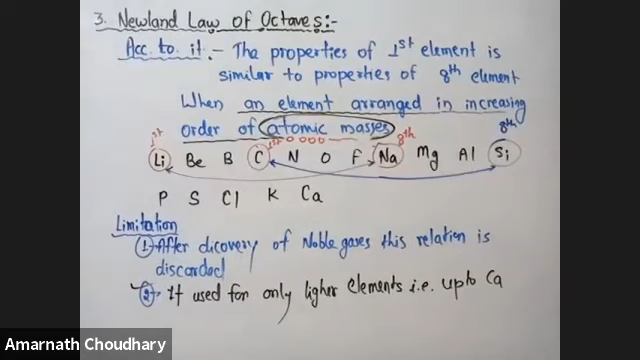 3. Newland Law of Octaves:-
Acc. to it. - The properties of 1st element is
similar to properties of 8th element
When an element arranged in increasing
order of atomic masses
1st 1st 8th 8th
Li Be B C N O F Na Mg Al Si
P S Cl K Ca
Limitation
1. After dicovery of Noble gases this relation is
discarded
2. It used for only ligher elements i.e. upto Ca
Amarnath Choudhary